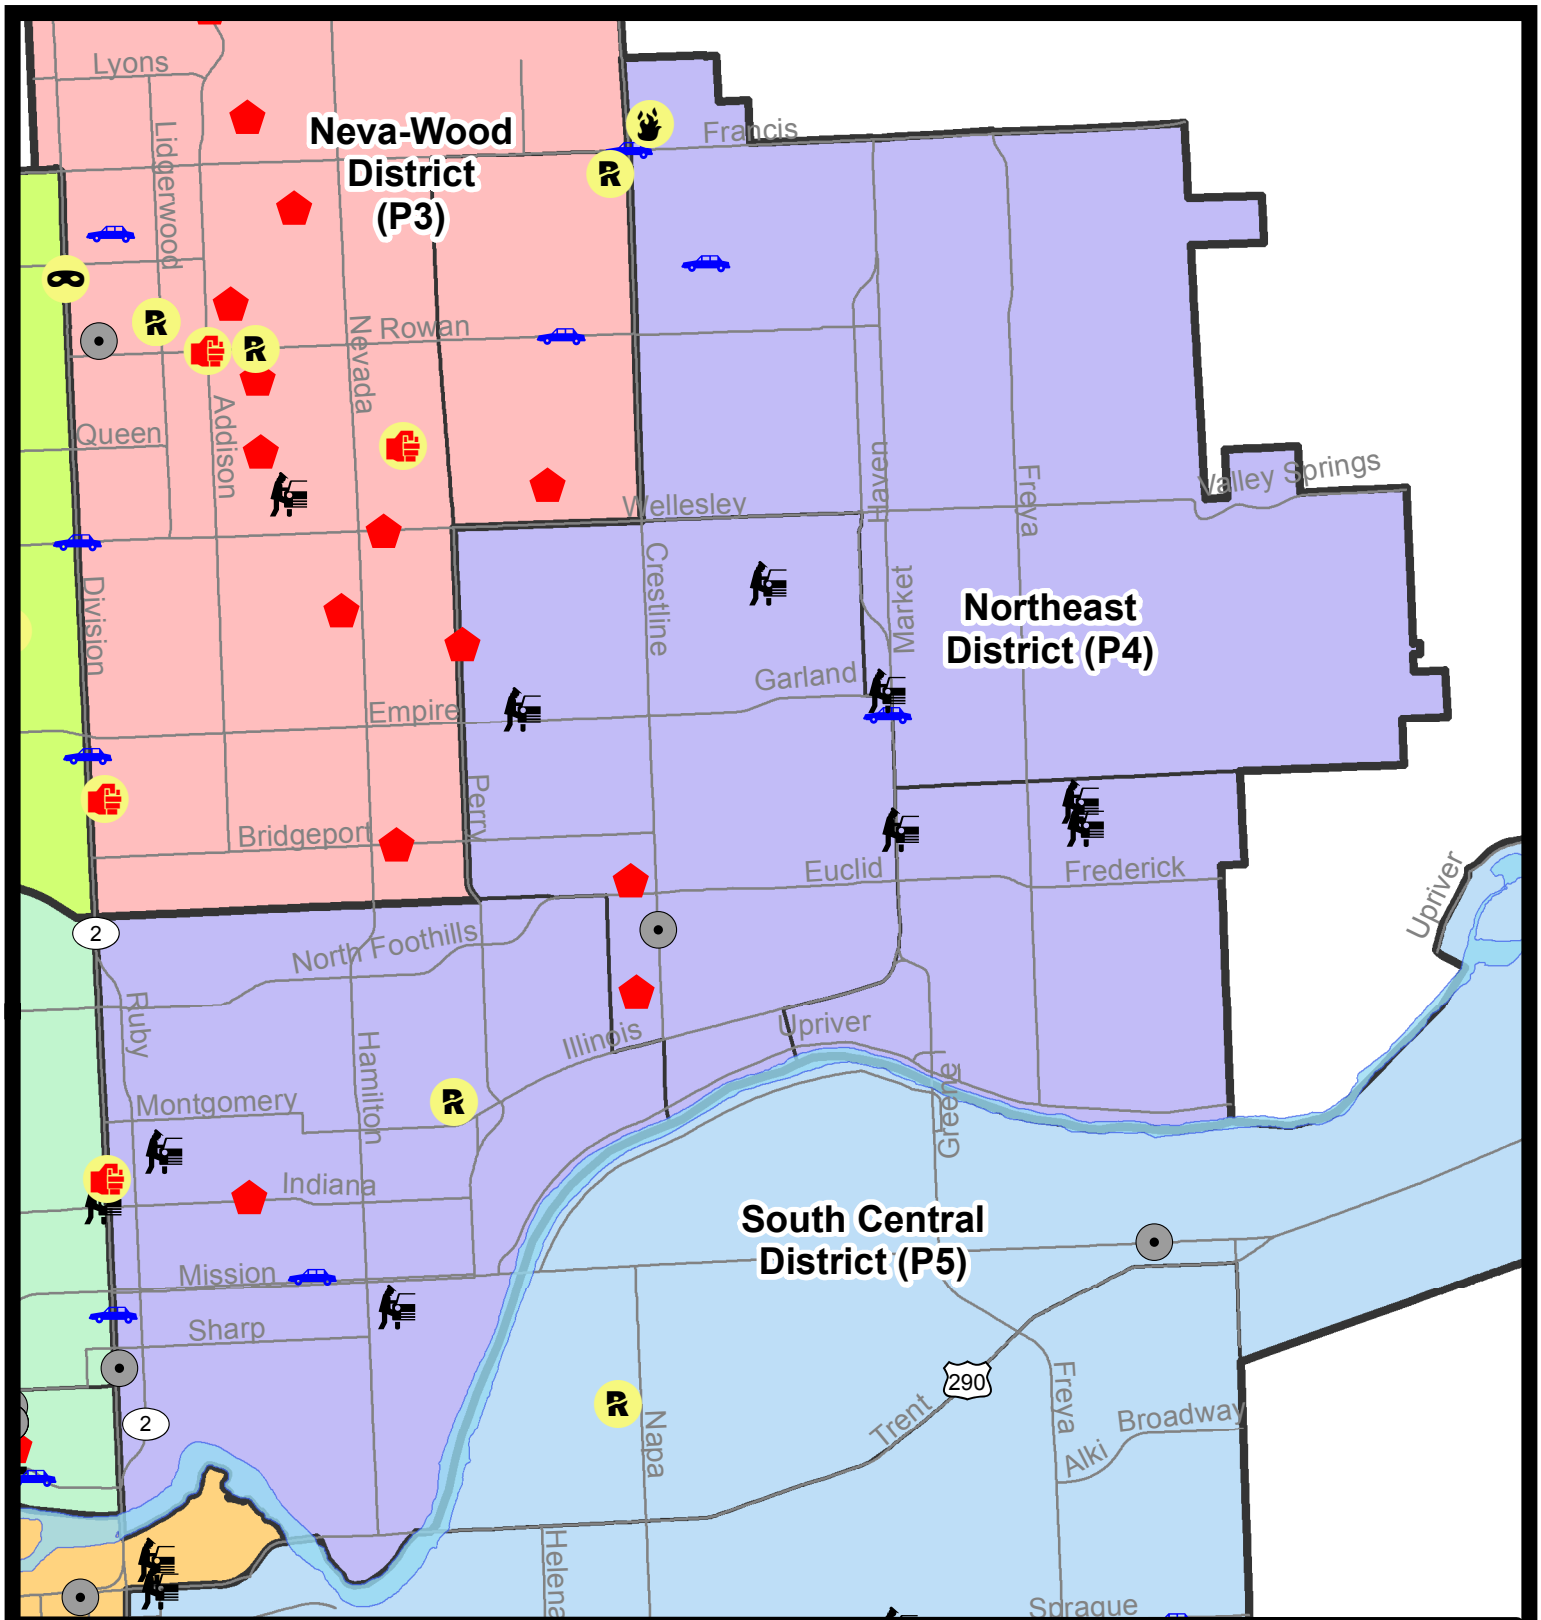 Lyons
Neva-Wood
District
(P3)
Francis
Lidgerwood
R
R
Rowan
R
Nevada
Queen
Addison
Valley Springs
Wellesley
Haven
Freya
Crestline
Division
Market
Northeast
District (P4)
Garland
Empire
Perry
Bridgeport
Euclid
Frederick
Upriver
2
North Foothills
Ruby
Illinois
Upriver
Hamilton
Greene
Montgomery
R
Indiana
South Central
District (P5)
Mission
Sharp
290
Freya
R
Napa
Trent
Broadway
2
Alki
Helena
Sprague